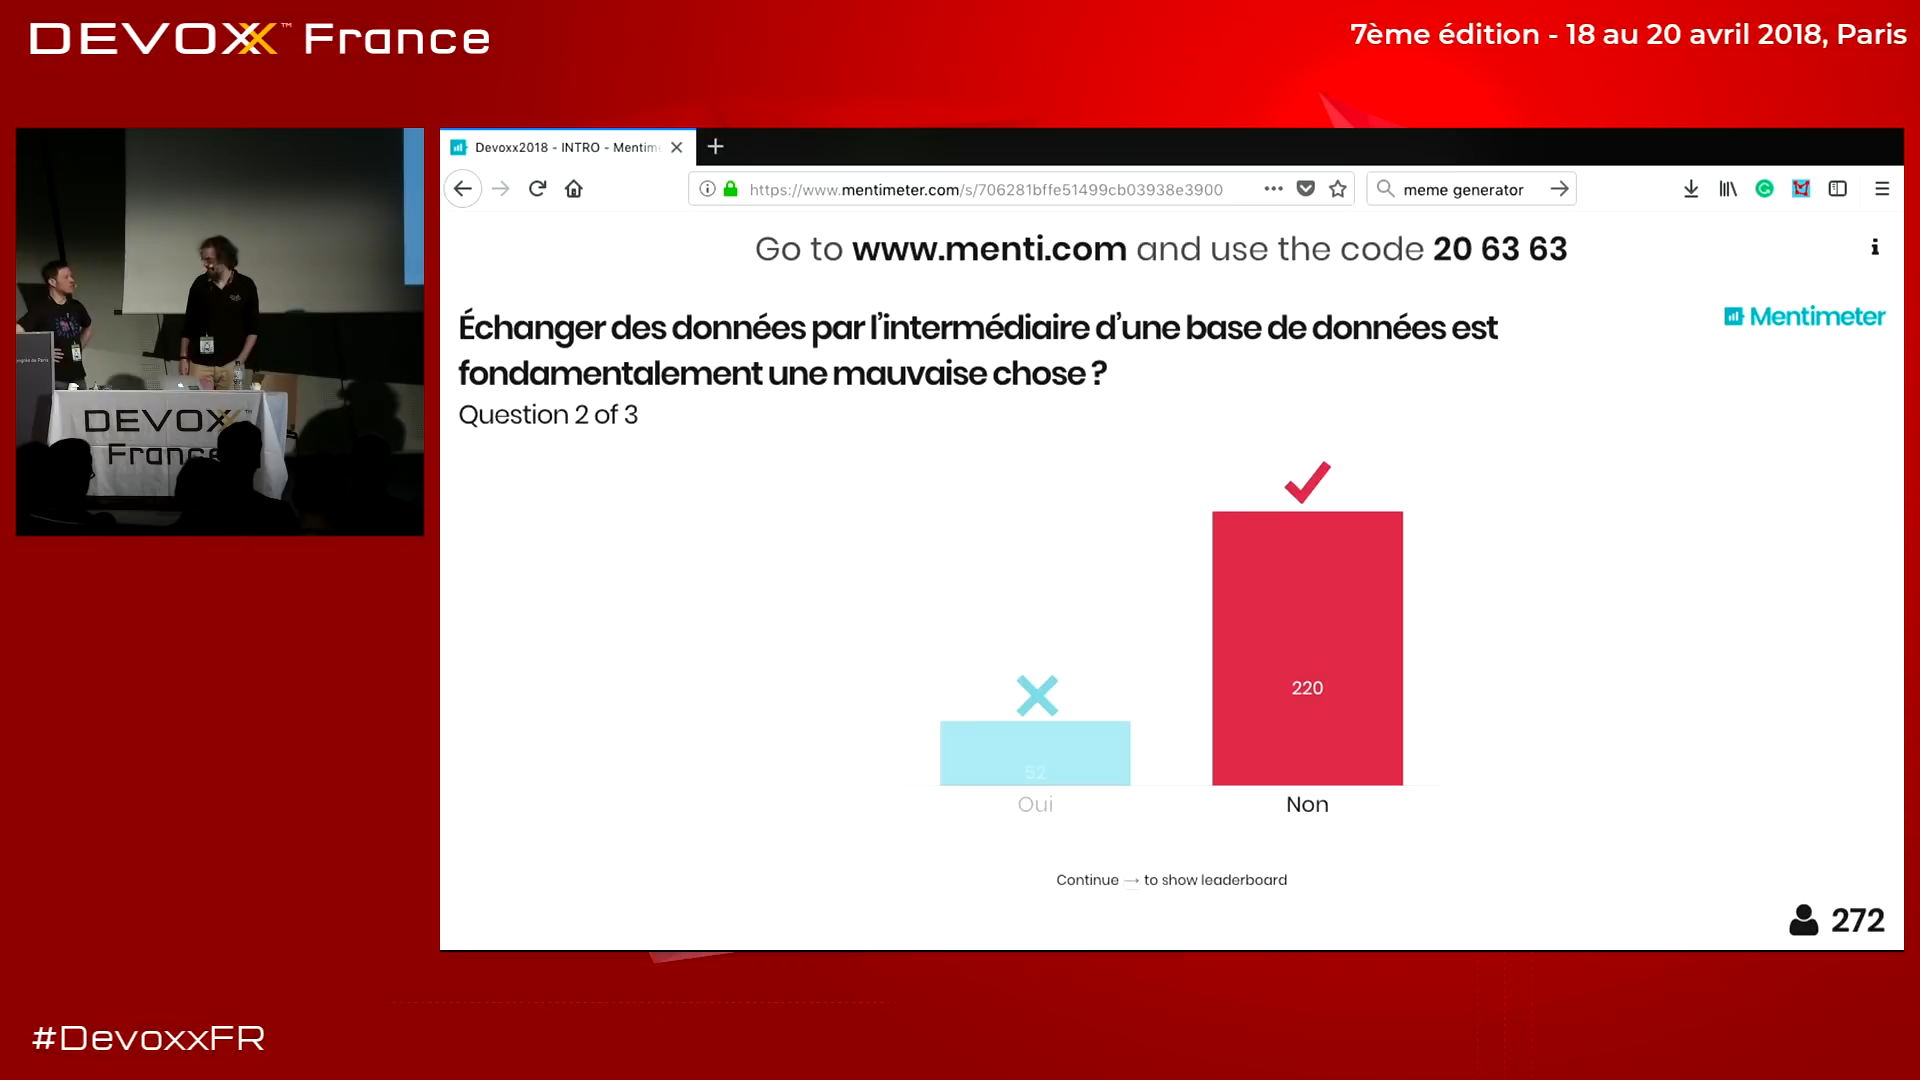 DEVOXX™ France
7ème édition - 18 au 20 avril 2018, Paris
Devoxx2018 - INTRO - Mentim
https://www.mentimeter.com/s/706281bffe51499cb03938e3900
meme generator
Go to www.menti.com and use the code 20 63 63
Échanger des données par l'intermédiaire d'une base de données est
fondamentalement une mauvaise chose ?
Mentimeter
Question 2 of 3
DEVOXX™
France
220
52
Oui
Non
Continue → to show leaderboard
272
#DevoxxFR